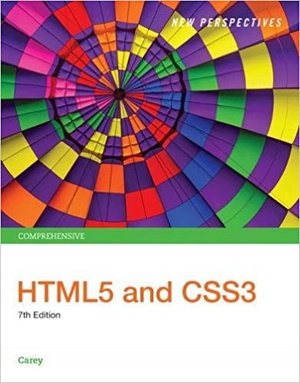 NEW PERSPECTIVES
COMPREHENSIVE
HTML5 and CSS3
7th Edition
Carey